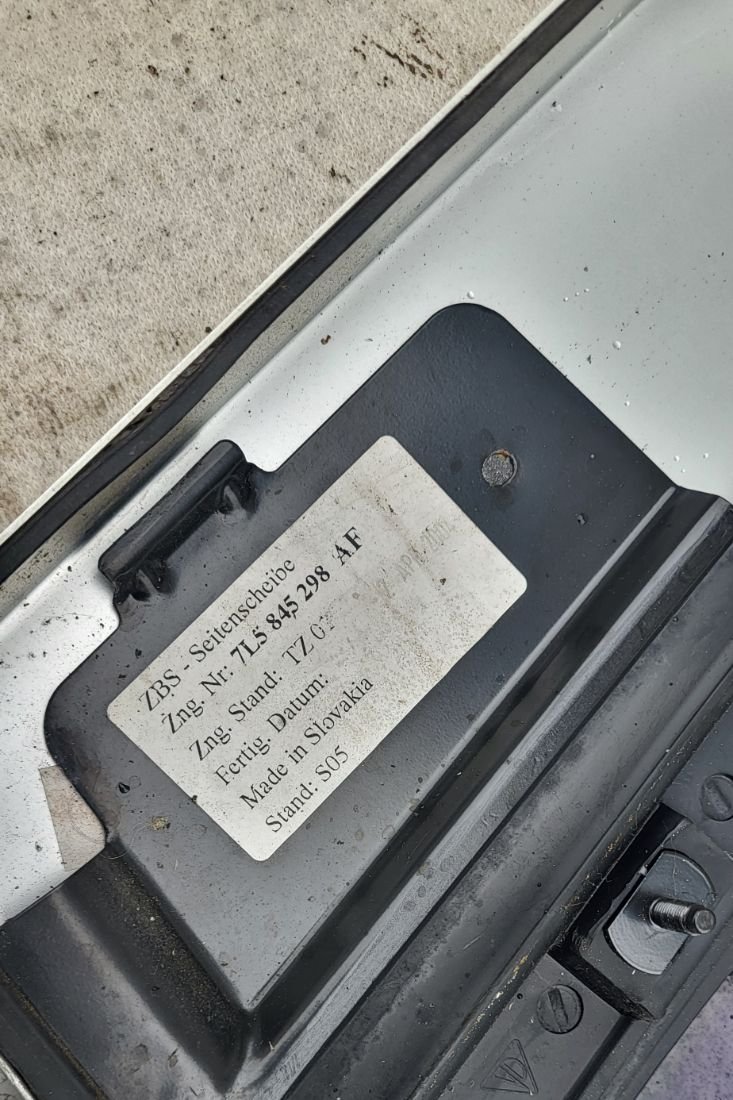 ZBS - Seitenscheibe
Zng. Nr: 7L5 845 298 AF
Zng. Stand: TZ
Fertig. Datum:
Made in Slovakia
Stand: S05